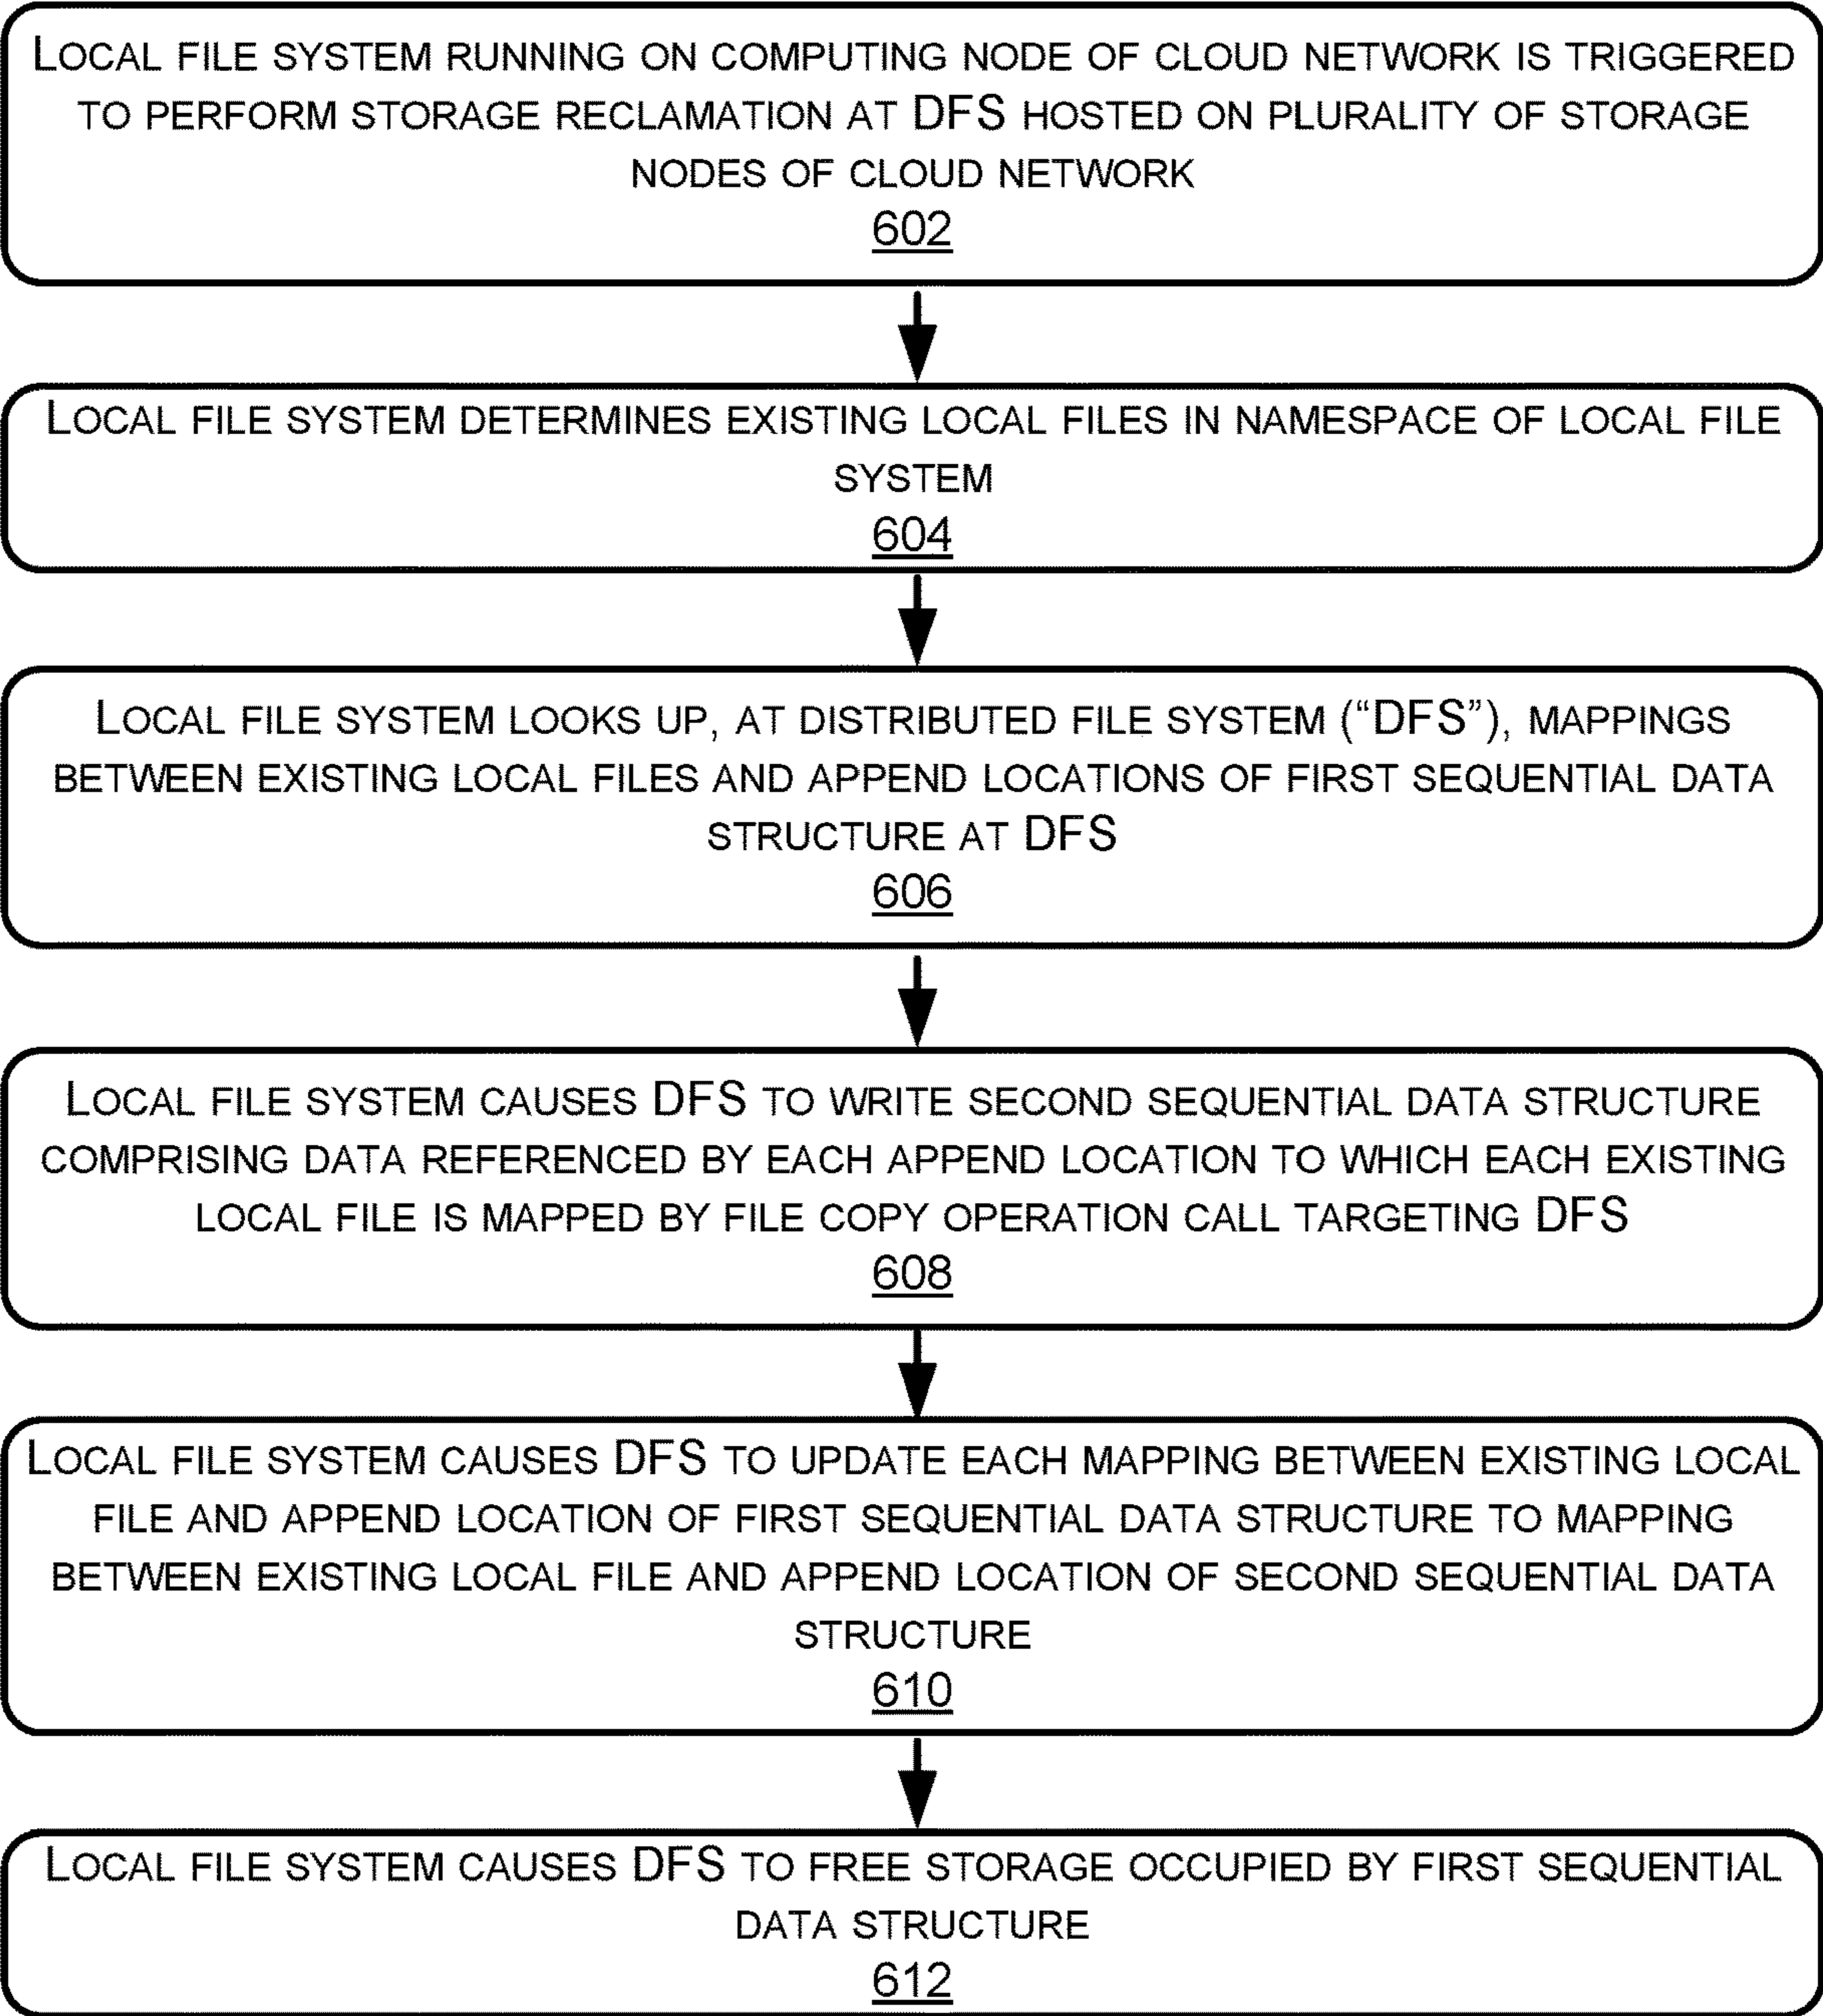 LOCAL FILE SYSTEM RUNNING ON COMPUTING NODE OF CLOUD NETWORK IS TRIGGERED
TO PERFORM STORAGE RECLAMATION AT DFS HOSTED ON PLURALITY OF STORAGE
NODES OF CLOUD NETWORK
602
LOCAL FILE SYSTEM DETERMINES EXISTING LOCAL FILES IN NAMESPACE OF LOCAL FILE
SYSTEM
604
LOCAL FILE SYSTEM LOOKS UP, AT DISTRIBUTED FILE SYSTEM (“DFS”), MAPPINGS
BETWEEN EXISTING LOCAL FILES AND APPEND LOCATIONS OF FIRST SEQUENTIAL DATA
STRUCTURE AT DFS
606
LOCAL FILE SYSTEM CAUSES DFS TO WRITE SECOND SEQUENTIAL DATA STRUCTURE
COMPRISING DATA REFERENCED BY EACH APPEND LOCATION TO WHICH EACH EXISTING
LOCAL FILE IS MAPPED BY FILE COPY OPERATION CALL TARGETING DFS
608
LOCAL FILE SYSTEM CAUSES DFS TO UPDATE EACH MAPPING BETWEEN EXISTING LOCAL
FILE AND APPEND LOCATION OF FIRST SEQUENTIAL DATA STRUCTURE TO MAPPING
BETWEEN EXISTING LOCAL FILE AND APPEND LOCATION OF SECOND SEQUENTIAL DATA
STRUCTURE
610
LOCAL FILE SYSTEM CAUSES DFS TO FREE STORAGE OCCUPIED BY FIRST SEQUENTIAL
DATA STRUCTURE
612